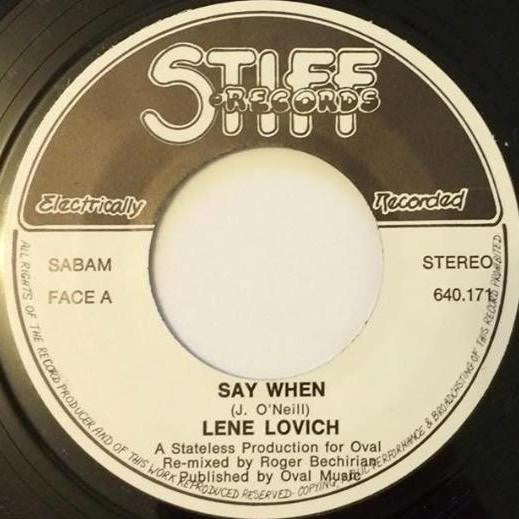 STIFF
RECORDS
Electrically Recorded
SABAM STEREO
FACE A 640.171
SAY WHEN
(J. O'Neill)
LENE LOVICH
A Stateless Production for Oval
Re-mixed by Roger Bechirian
Published by Oval Music
ALL RIGHTS OF THE RECORD PRODUCER AND OF THIS WORK REPRODUCED RESERVED-COPYING, PUBLIC PERFORMANCE & BROADCASTING OF THIS RECORD PROHIBITED